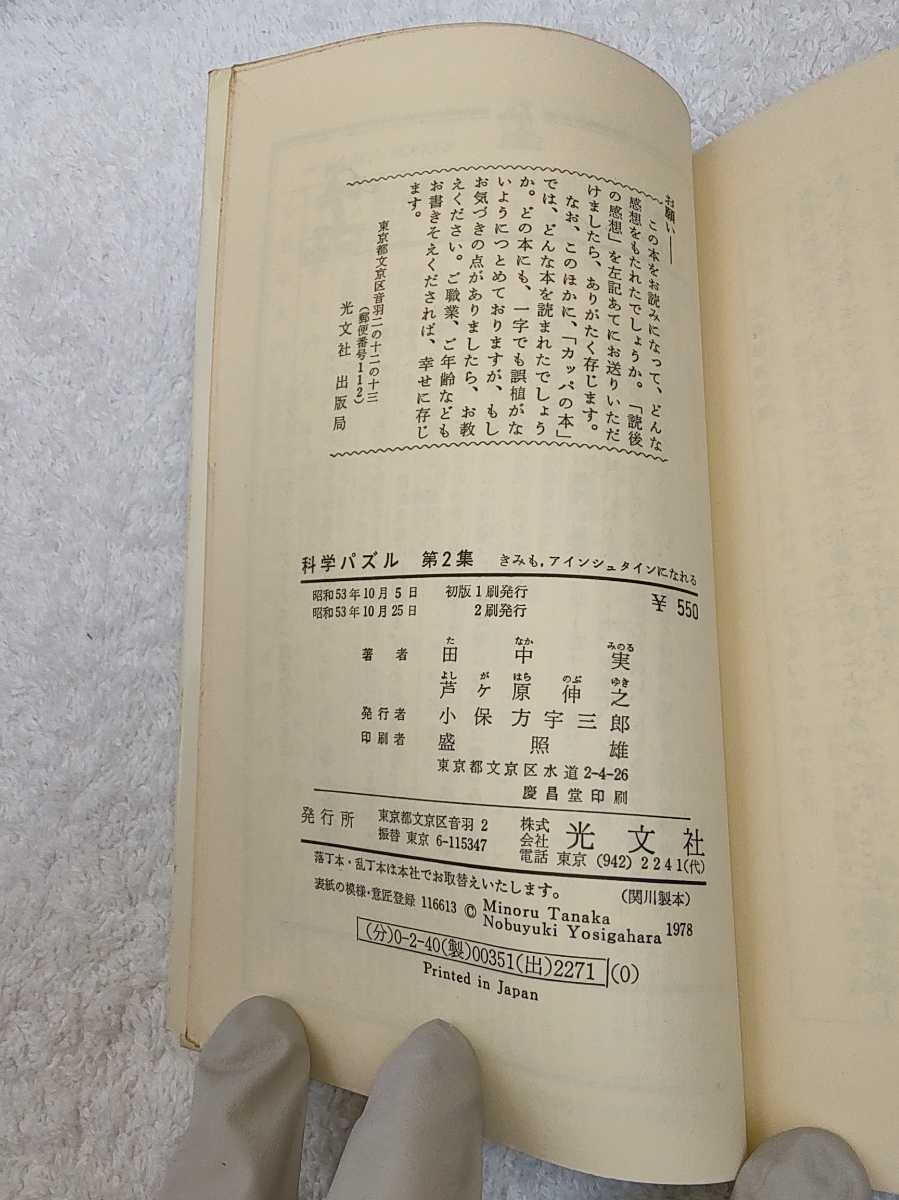 お願い――
この本をお読みになって、どんな
感想をもたれたでしょうか。「読後
の感想」を左記あてにお送りいただ
けましたら、ありがたく存じます。
なお、このほかに、「カッパの本」
では、どんな本を読まれたでしょう
か。どの本にも、一字でも誤植がな
いようにつとめておりますが、もし
お気づきの点がありましたら、お教
えください。ご職業、ご年齢なども
お書きそえくだされば、幸せに存じ
ます。
東京都文京区音羽二の十二の十三
（郵便番号112）
光文社 出版局
科学パズル 第2集 きみも，アインシュタインになれる
昭和53年10月5日 初版1刷発行
昭和53年10月25日 2刷発行
¥ 550
著者 田中実
たなかみのる
芦ヶ原伸之
よしがはらのぶゆき
発行者 小保方宇三郎
印刷者 盛照雄
東京都文京区水道2-4-26
慶昌堂印刷
発行所 東京都文京区音羽2
振替 東京 6-115347
株式会社 光文社
電話 東京 (942) 2241(代)
落丁本・乱丁本は本社でお取替えいたします。 (関川製本)
表紙の模様・意匠登録 116613 © Minoru Tanaka
Nobuyuki Yosigahara 1978
(分)0-2-40(製)00351(出)2271(0)
Printed in Japan